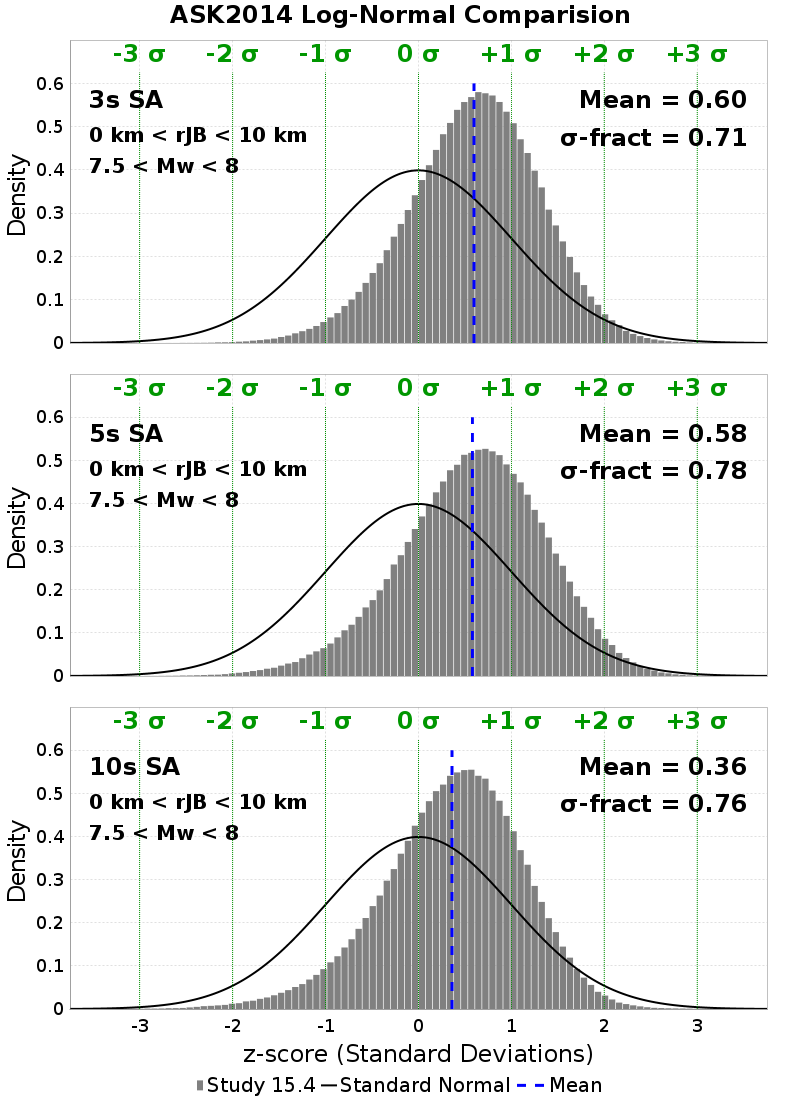 ASK2014 Log-Normal Comparision
-3 σ -2 σ -1 σ 0 σ +1 σ +2 σ +3 σ
3s SA
0 km < rJB < 10 km
7.5 < Mw < 8
Mean = 0.60
σ-fract = 0.71
Density
0.6
0.5
0.4
0.3
0.2
0.1
0
-3 σ -2 σ -1 σ 0 σ +1 σ +2 σ +3 σ
5s SA
0 km < rJB < 10 km
7.5 < Mw < 8
Mean = 0.58
σ-fract = 0.78
Density
0.6
0.5
0.4
0.3
0.2
0.1
0
-3 σ -2 σ -1 σ 0 σ +1 σ +2 σ +3 σ
10s SA
0 km < rJB < 10 km
7.5 < Mw < 8
Mean = 0.36
σ-fract = 0.76
Density
0.6
0.5
0.4
0.3
0.2
0.1
0
-3 -2 -1 0 1 2 3
z-score (Standard Deviations)
Study 15.4 Standard Normal Mean